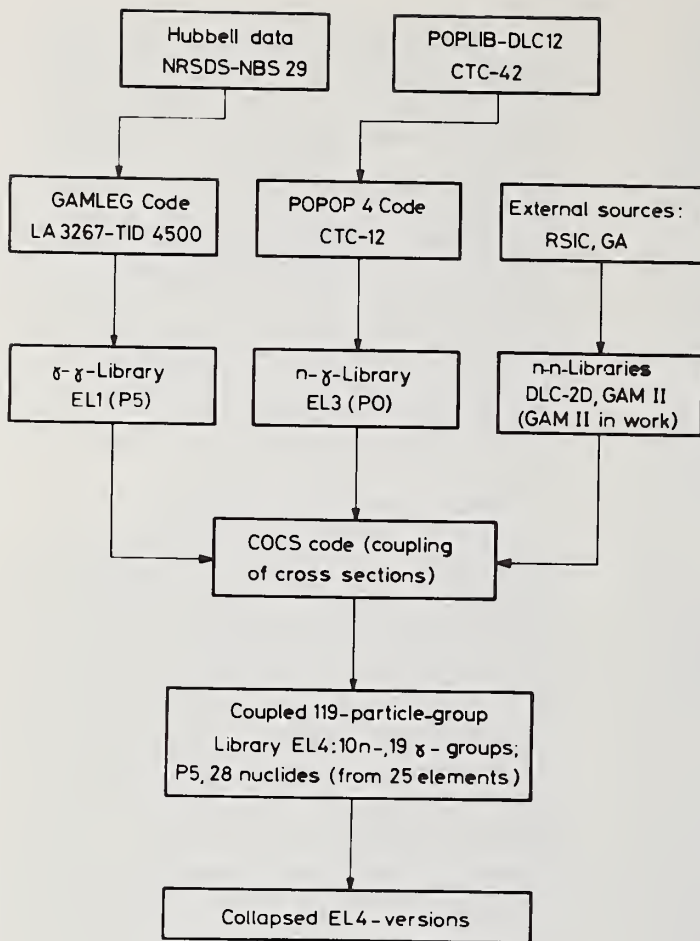 Hubbell data
NRSDS-NBS 29
POPLIB-DLC12
CTC-42
GAMLEG Code
LA 3267-TID 4500
POPOP 4 Code
CTC-12
External sources:
RSIC, GA
ɣ-ɣ-Library
EL1 (P5)
n-ɣ-Library
EL3 (P0)
n-n-Libraries
DLC-2D, GAM II
(GAM II in work)
COCS code (coupling
of cross sections)
Coupled 119-particle-group
Library EL4:10n-,19 ɣ-groups;
P5, 28 nuclides (from 25 elements)
Collapsed EL4-versions